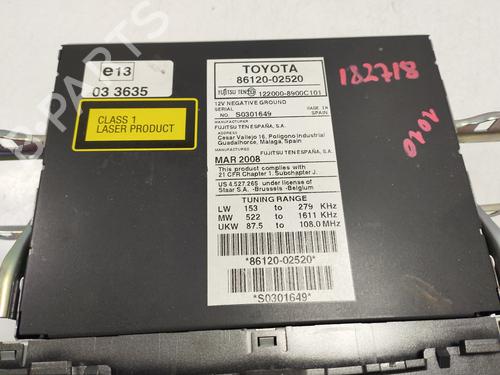 e13
03 3635
CLASS 1
LASER PRODUCT
TOYOTA
86120-02520
FUJITSU TEN 122000-8900C101
12V NEGATIVE GROUND
SERIAL
NO. S0301649
MADE IN
SPAIN
MANUFACTURER
FUJITSU TEN ESPAÑA, S.A.
Cesar Vallejo 16, Poligono Industrial
Guadalhorce, Malaga, Spain
MANUFACTURED
FUJITSU TEN ESPAÑA, S.A.
MAR 2008
This product complies with
21 CFR Chapter 1. Subchapter J.
US 4.527.265 under license of
Staar S.A. -Brussels -Belgium
TUNING RANGE
LW 153 to 279 KHz
MW 522 to 1611 KHz
UKW 87.5 to 108.0 MHz
*86120-02520*
*S0301649*
182718
PARTS